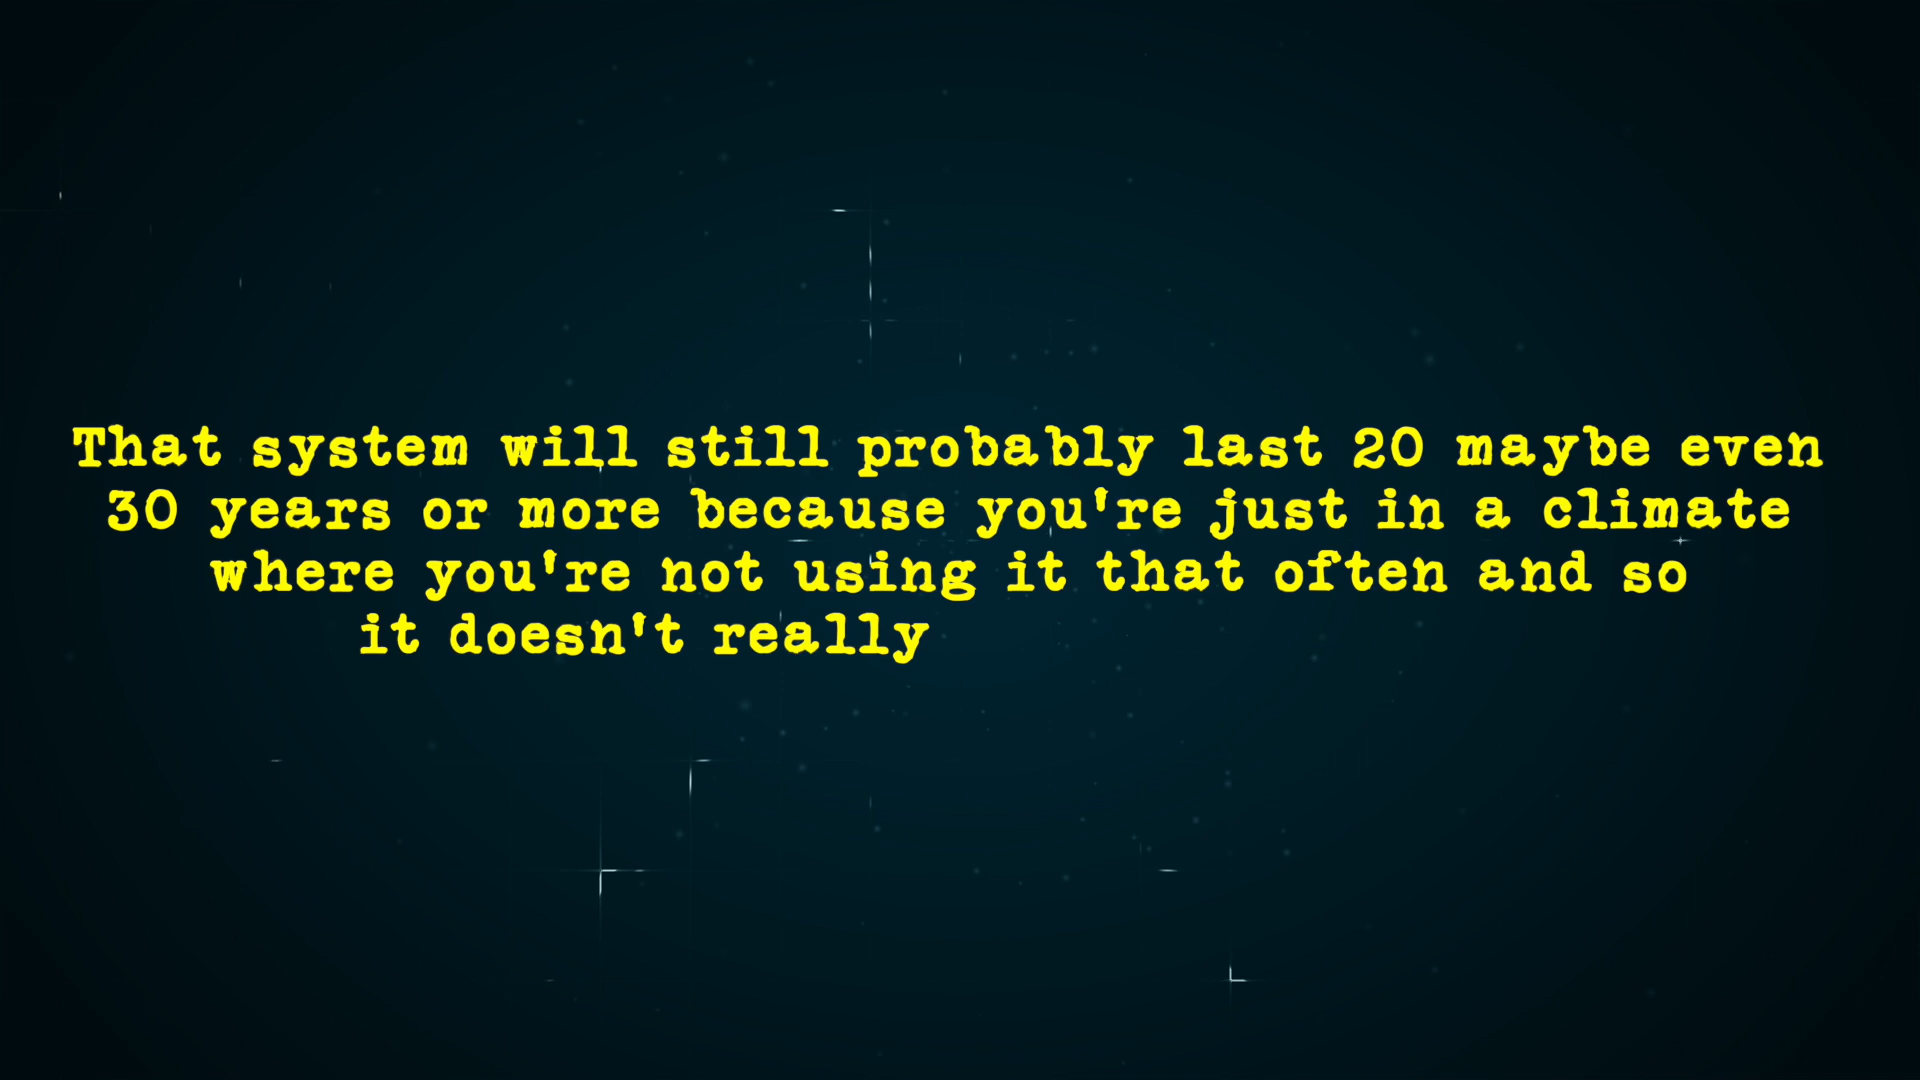 That system will still probably last 20 maybe even
30 years or more because you're just in a climate
where you're not using it that often and so
it doesn't really